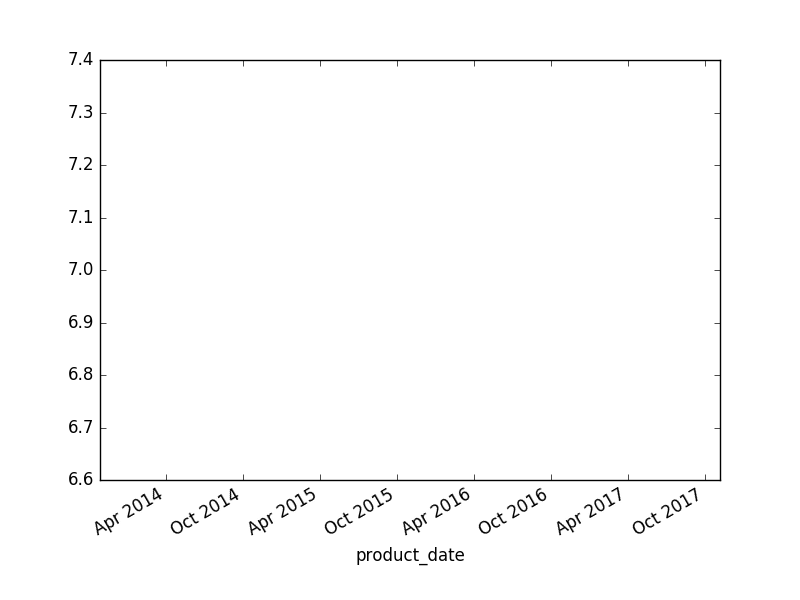 7.4
7.3
7.2
7.1
7.0
6.9
6.8
6.7
6.6
Apr 2014
Oct 2014
Apr 2015
Oct 2015
Apr 2016
Oct 2016
Apr 2017
Oct 2017
product_date